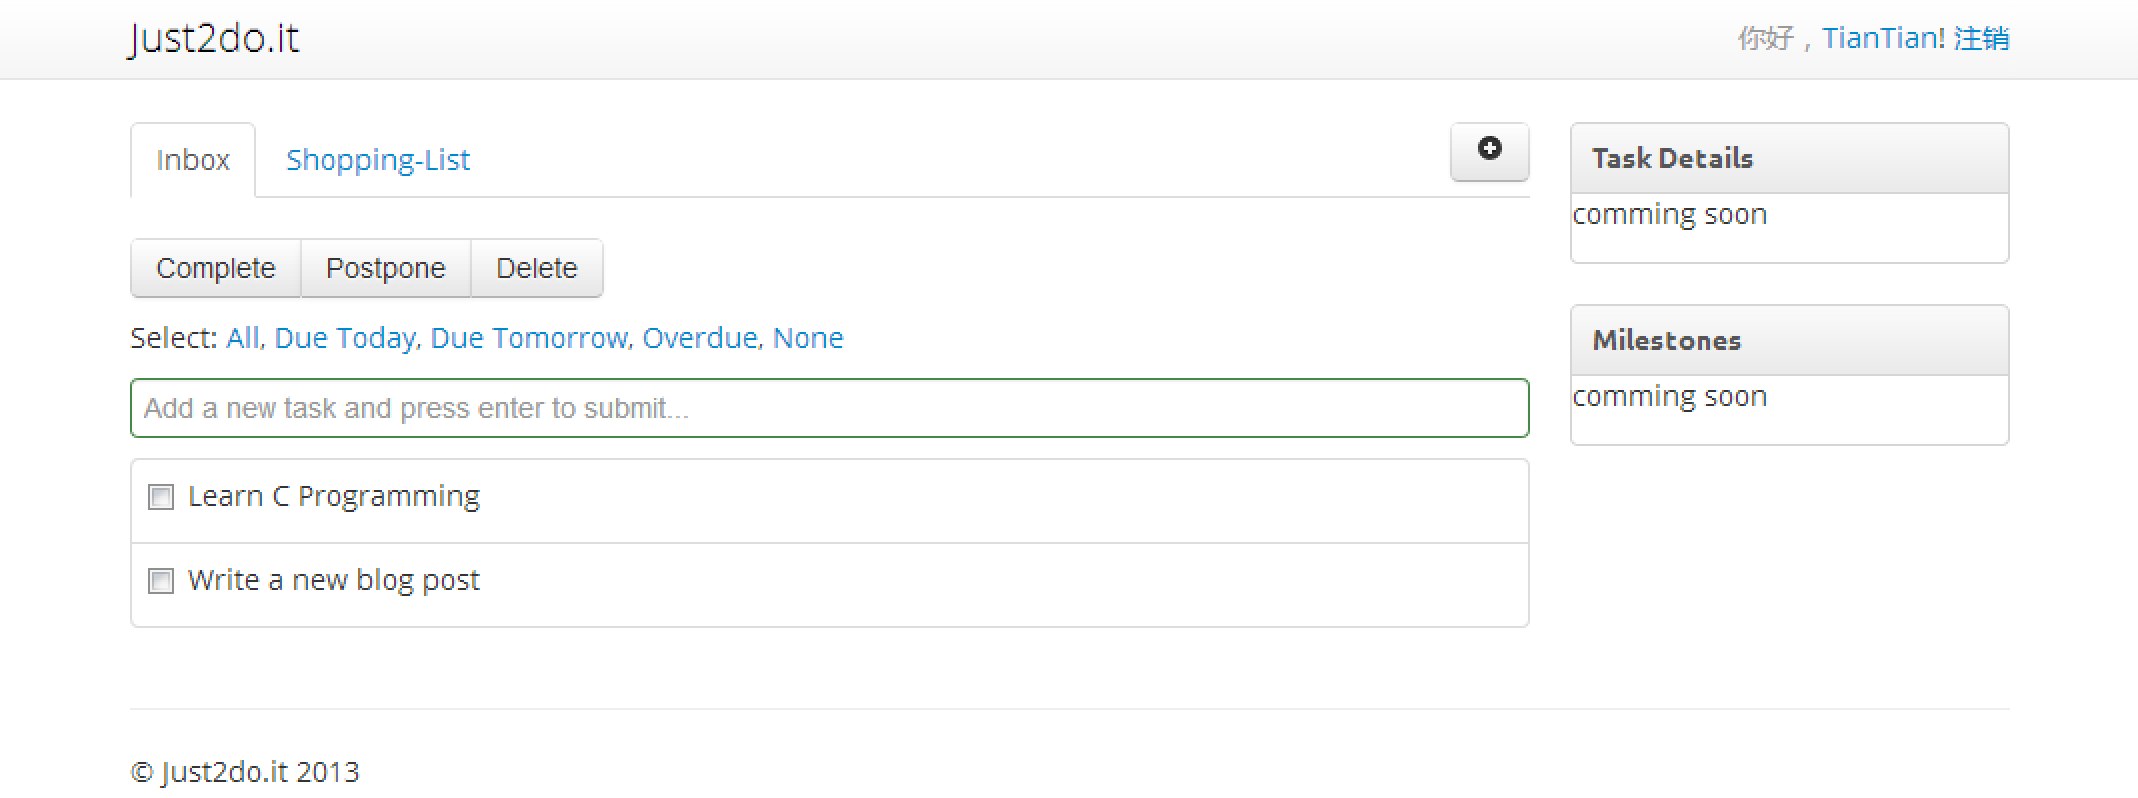 Just2do.it
你好，TianTian! 注销
Inbox
Shopping-List
Complete
Postpone
Delete
Select: All, Due Today, Due Tomorrow, Overdue, None
Add a new task and press enter to submit...
Learn C Programming
Write a new blog post
Task Details
comming soon
Milestones
comming soon
© Just2do.it 2013